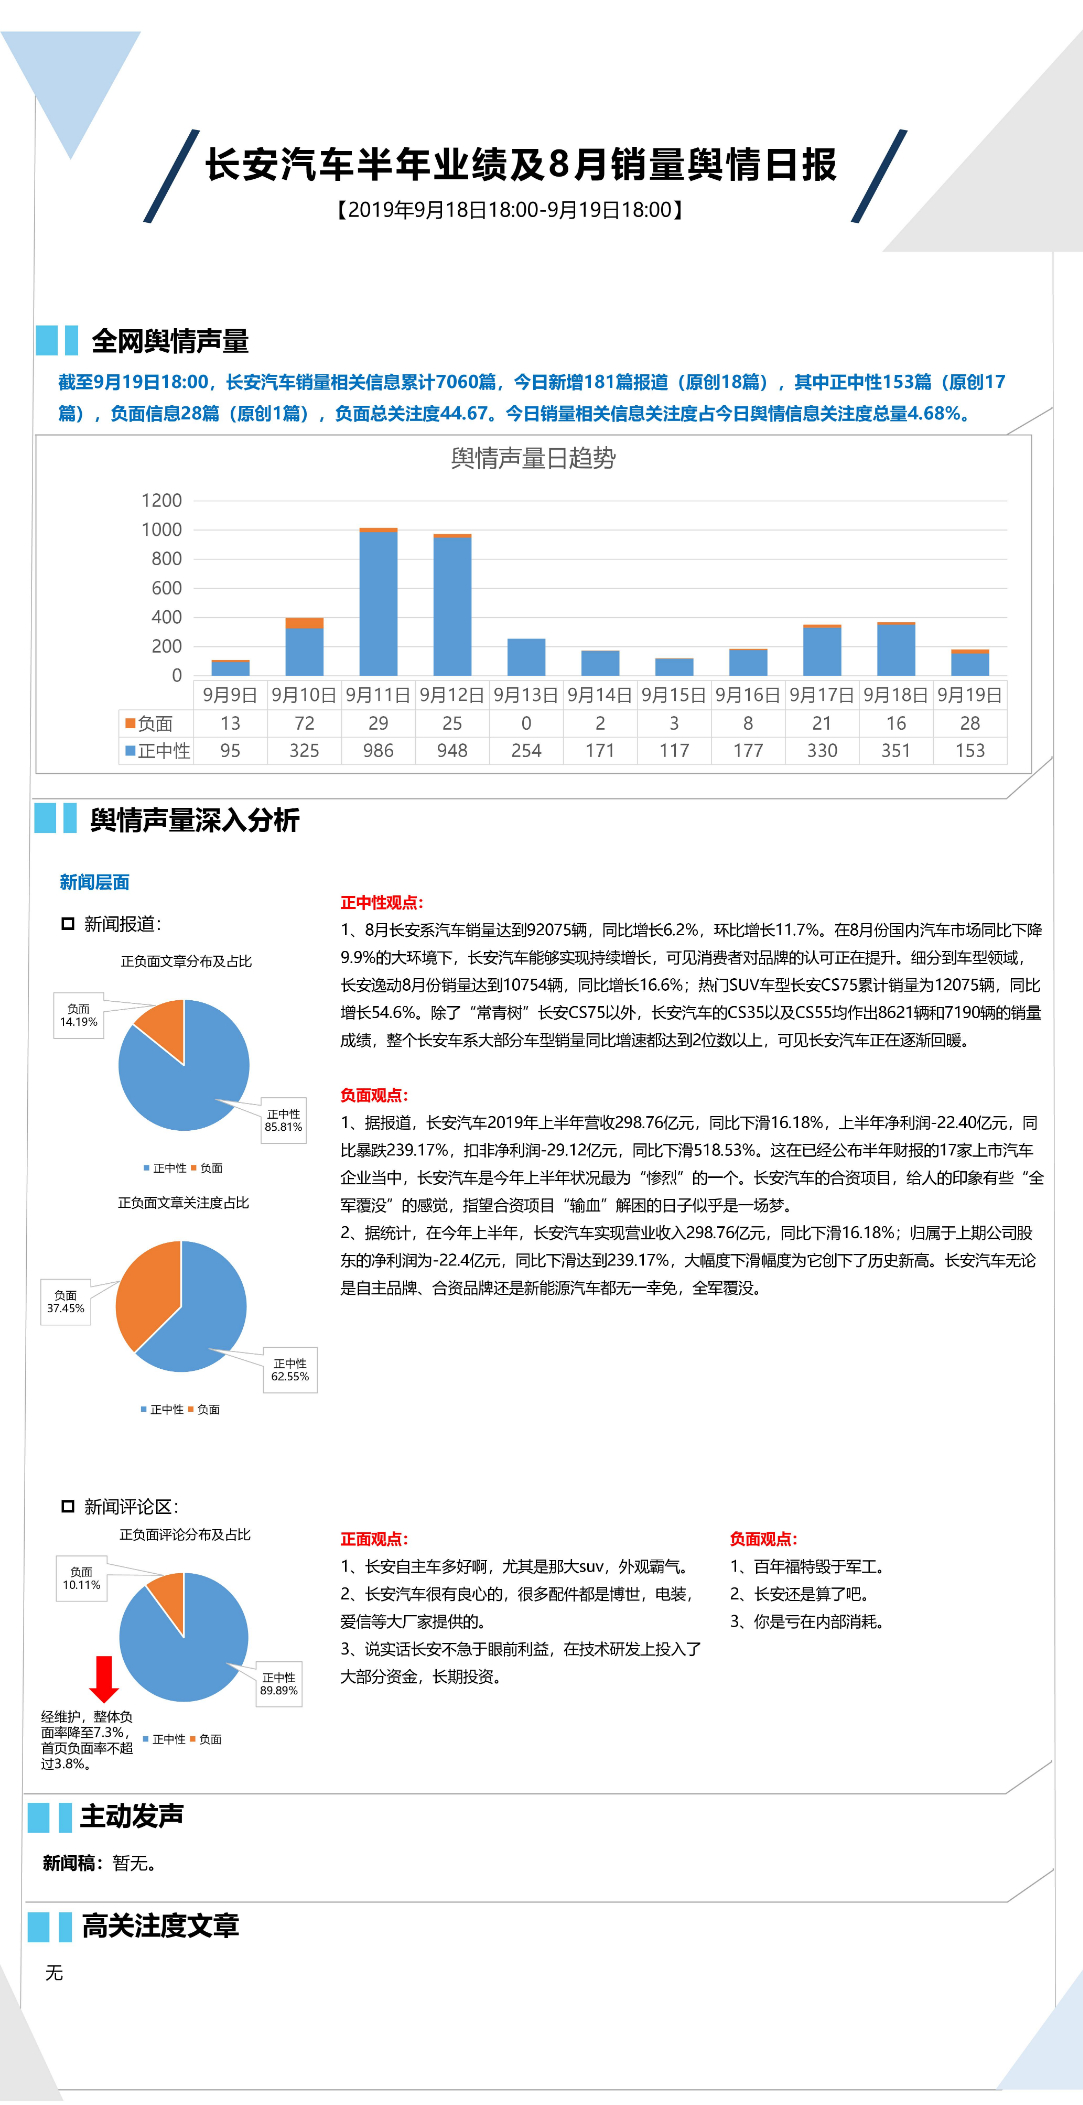 长安汽车半年业绩及8月销量舆情日报
【2019年9月18日18:00-9月19日18:00】
全网舆情声量
截至9月19日18:00，长安汽车销量相关信息累计7060篇，今日新增181篇报道（原创18篇），其中正中性153篇（原创17
篇），负面信息28篇（原创1篇），负面总关注度44.67。今日销量相关信息关注度占今日舆情信息关注度总量4.68%。
舆情声量日趋势
1200
1000
800
600
400
200
0
9月9日 9月10日 9月11日 9月12日 9月13日 9月14日 9月15日 9月16日 9月17日 9月18日 9月19日
负面 13 72 29 25 0 2 3 8 21 16 28
正中性 95 325 986 948 254 171 117 177 330 351 153
舆情声量深入分析
新闻层面
新闻报道：
正负面文章分布及占比
负面
14.19%
正中性
85.81%
正中性 负面
正负面文章关注度占比
负面
37.45%
正中性
62.55%
正中性 负面
正中性观点：
1、8月长安系汽车销量达到92075辆，同比增长6.2%，环比增长11.7%。在8月份国内汽车市场同比下降
9.9%的大环境下，长安汽车能够实现持续增长，可见消费者对品牌的认可正在提升。细分到车型领域，
长安逸动8月份销量达到10754辆，同比增长16.6%；热门SUV车型长安CS75累计销量为12075辆，同比
增长54.6%。除了“常青树”长安CS75以外，长安汽车的CS35以及CS55均作出8621辆和7190辆的销量
成绩，整个长安车系大部分车型销量同比增速都达到2位数以上，可见长安汽车正在逐渐回暖。
负面观点：
1、据报道，长安汽车2019年上半年营收298.76亿元，同比下滑16.18%，上半年净利润-22.40亿元，同
比暴跌239.17%，扣非净利润-29.12亿元，同比下滑518.53%。这在已经公布半年财报的17家上市汽车
企业当中，长安汽车是今年上半年状况最为“惨烈”的一个。长安汽车的合资项目，给人的印象有些“全
军覆没”的感觉，指望合资项目“输血”解困的日子似乎是一场梦。
2、据统计，在今年上半年，长安汽车实现营业收入298.76亿元，同比下滑16.18%；归属于上期公司股
东的净利润为-22.4亿元，同比下滑达到239.17%，大幅度下滑幅度为它创下了历史新高。长安汽车无论
是自主品牌、合资品牌还是新能源汽车都无一幸免，全军覆没。
新闻评论区：
正负面评论分布及占比
负面
10.11%
正中性
89.89%
正中性 负面
经维护，整体负
面率降至7.3%，
首页负面率不超
过3.8%。
正面观点：
1、长安自主车多好啊，尤其是那大suv，外观霸气。
2、长安汽车很有良心的，很多配件都是博世，电装，
爱信等大厂家提供的。
3、说实话长安不急于眼前利益，在技术研发上投入了
大部分资金，长期投资。
负面观点：
1、百年福特毁于军工。
2、长安还是算了吧。
3、你是亏在内部消耗。
主动发声
新闻稿：暂无。
高关注度文章
无